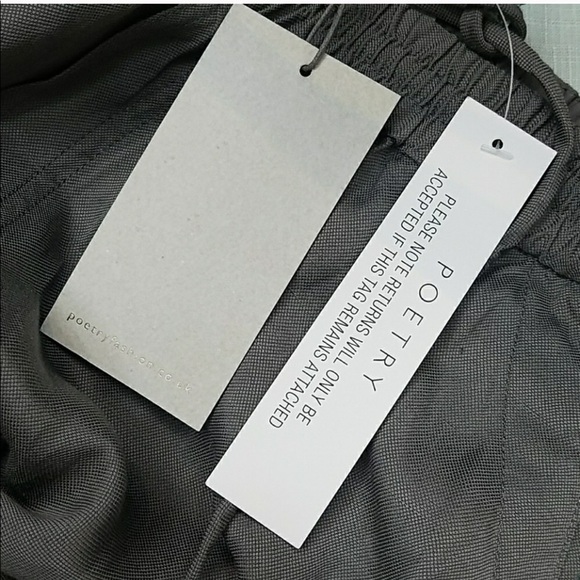 poetryfashion.co.uk
POETRY
PLEASE NOTE RETURNS WILL ONLY BE
ACCEPTED IF THIS TAG REMAINS ATTACHED